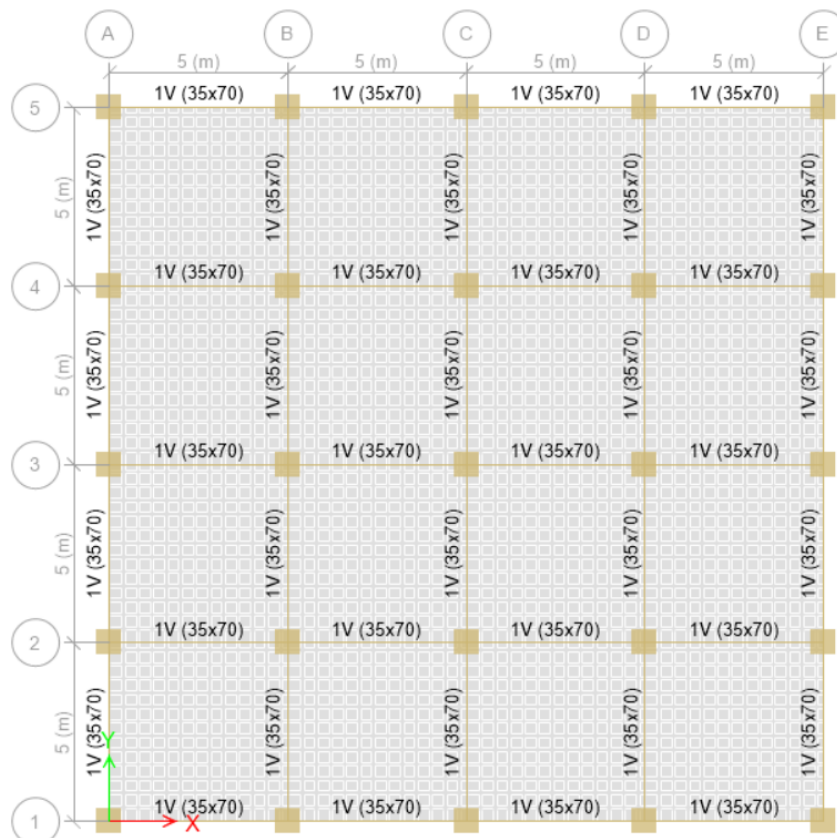 A B C D E
5 (m) 5 (m) 5 (m) 5 (m)
1V (35x70) 1V (35x70) 1V (35x70) 1V (35x70)
5
5 (m) 1V (35x70) 1V (35x70) 1V (35x70) 1V (35x70) 1V (35x70)
1V (35x70) 1V (35x70) 1V (35x70) 1V (35x70)
4
5 (m) 1V (35x70) 1V (35x70) 1V (35x70) 1V (35x70) 1V (35x70)
1V (35x70) 1V (35x70) 1V (35x70) 1V (35x70)
3
5 (m) 1V (35x70) 1V (35x70) 1V (35x70) 1V (35x70) 1V (35x70)
1V (35x70) 1V (35x70) 1V (35x70) 1V (35x70)
2
5 (m) 1V (35x70) 1V (35x70) 1V (35x70) 1V (35x70) 1V (35x70)
Y
1V (35x70) 1V (35x70) 1V (35x70) 1V (35x70)
1
X